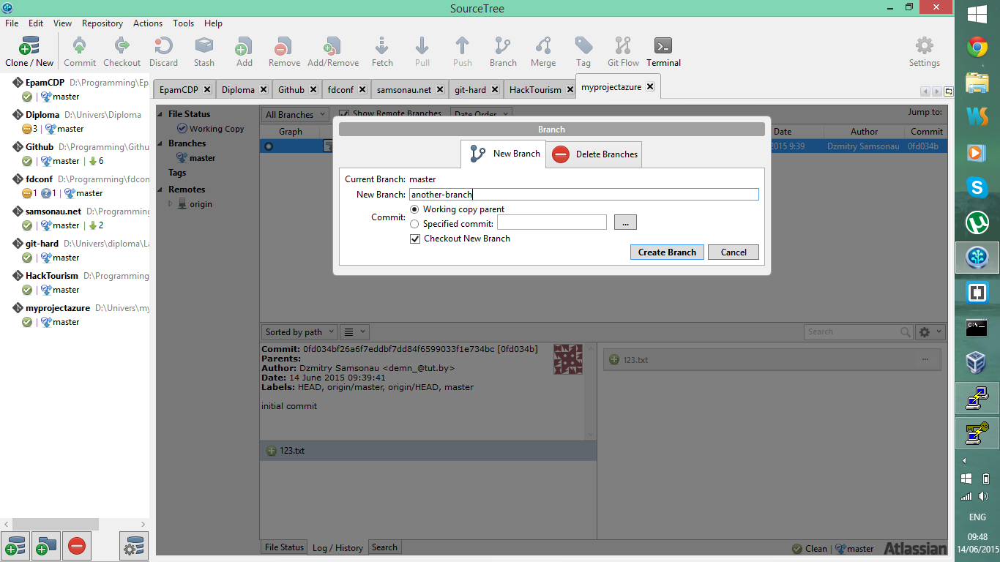 SourceTree
File Edit View Repository Actions Tools Help
Clone / New Commit Checkout Discard Stash Add Remove Add/Remove Fetch Pull Push Branch Merge Tag Git Flow Terminal Settings
EpamCDP D:\Programming\Ep
master
Diploma D:\Univers\Diploma
3 | master
Github D:\Programming\Githu
master | 6
fdconf D:\Programming\fdcon
1 1 | master
samsonau.net D:\Programming
master | 2
git-hard D:\Univers\diploma\La
master
HackTourism D:\Programming
master
myprojectazure D:\Univers\my
master
EpamCDP Diploma Github fdconf samsonau.net git-hard HackTourism myprojectazure
File Status
Working Copy
Branches
master
Tags
Remotes
origin
All Branches Show Remote Branches Date Order Jump to:
Graph Date Author Commit
2015 9:39 Dzmitry Samsonau 0fd034b
Branch
New Branch Delete Branches
Current Branch: master
New Branch: another-branch
Commit: Working copy parent
Specified commit: ...
Checkout New Branch
Create Branch Cancel
Sorted by path Search
Commit: 0fd034bf26a6f7eddbf7dd84f6599033f1e734bc [0fd034b]
Parents:
Author: Dzmitry Samsonau <demn_@tut.by>
Date: 14 June 2015 09:39:41
Labels: HEAD, origin/master, origin/HEAD, master
initial commit
123.txt
123.txt ...
File Status Log / History Search
Clean | master Atlassian
ENG
09:48
14/06/2015